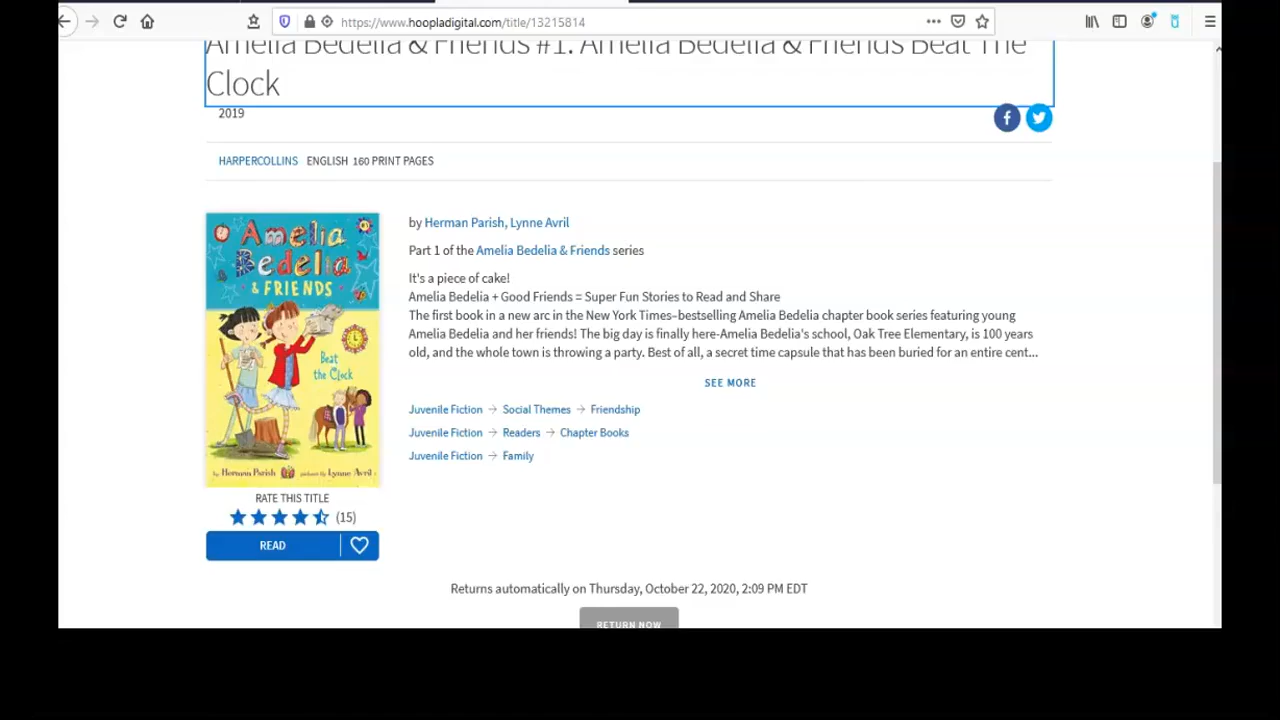 https://www.hoopladigital.com/title/13215814
Amelia Bedelia & Friends #1: Amelia Bedelia & Friends Beat The
Clock
2019
HARPERCOLLINS ENGLISH 160 PRINT PAGES
Amelia
Bedelia
& FRIENDS
Beat
the Clock
by Herman Parish pictures by Lynne Avril
by Herman Parish, Lynne Avril
Part 1 of the Amelia Bedelia & Friends series
It's a piece of cake!
Amelia Bedelia + Good Friends = Super Fun Stories to Read and Share
The first book in a new arc in the New York Times–bestselling Amelia Bedelia chapter book series featuring young
Amelia Bedelia and her friends! The big day is finally here-Amelia Bedelia's school, Oak Tree Elementary, is 100 years
old, and the whole town is throwing a party. Best of all, a secret time capsule that has been buried for an entire cent...
SEE MORE
Juvenile Fiction → Social Themes → Friendship
Juvenile Fiction → Readers → Chapter Books
Juvenile Fiction → Family
RATE THIS TITLE
(15)
READ
Returns automatically on Thursday, October 22, 2020, 2:09 PM EDT
RETURN NOW